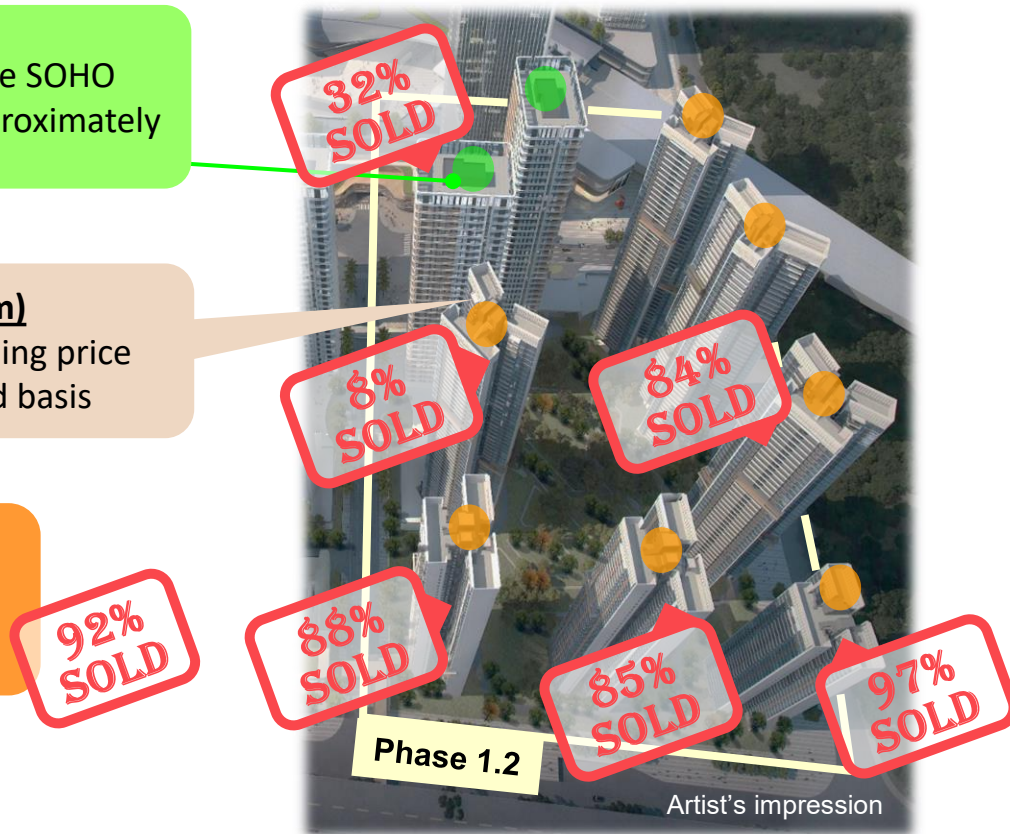 e SOHO
roximately
m)
ing price
d basis
32%
SOLD
8%
SOLD
84%
SOLD
92%
SOLD
88%
SOLD
85%
SOLD
97%
SOLD
Phase 1.2
Artist's impression